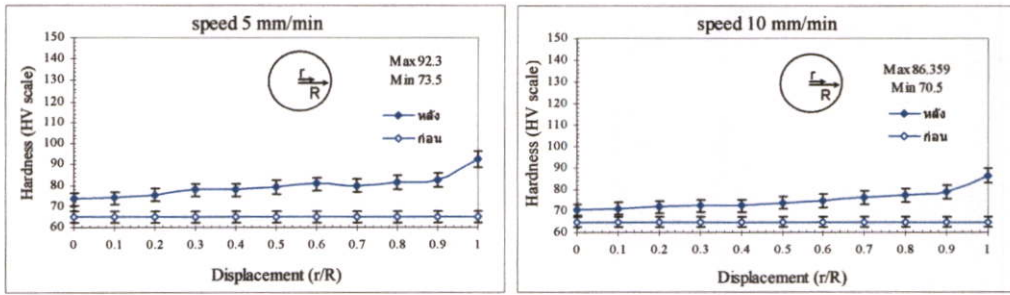 speed 5 mm/min
150
140
130
120
110
100
90
80
70
60
Hardness (HV scale)
r
R
Max 92.3
Min 73.5
หลัง
ก่อน
0 0.1 0.2 0.3 0.4 0.5 0.6 0.7 0.8 0.9 1
Displacement (r/R)
speed 10 mm/min
150
140
130
120
110
100
90
80
70
60
Hardness (HV scale)
r
R
Max 86.359
Min 70.5
หลัง
ก่อน
0 0.1 0.2 0.3 0.4 0.5 0.6 0.7 0.8 0.9 1
Displacement (r/R)